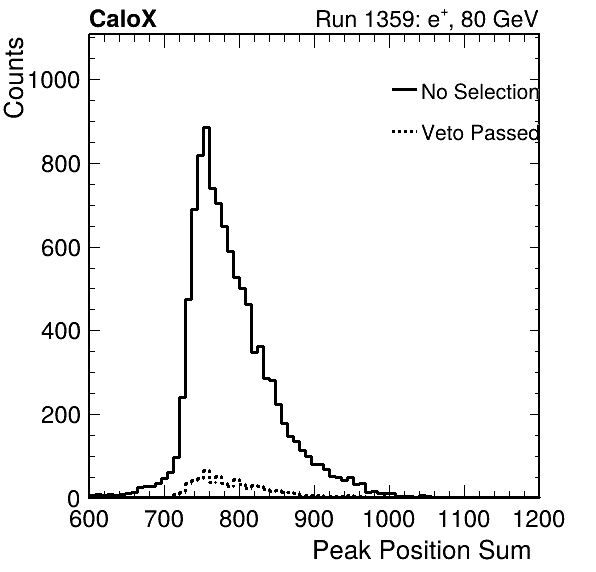 CaloX Run 1359: e⁺, 80 GeV
Counts
1000
800
600
400
200
0
No Selection
Veto Passed
600 700 800 900 1000 1100 1200
Peak Position Sum